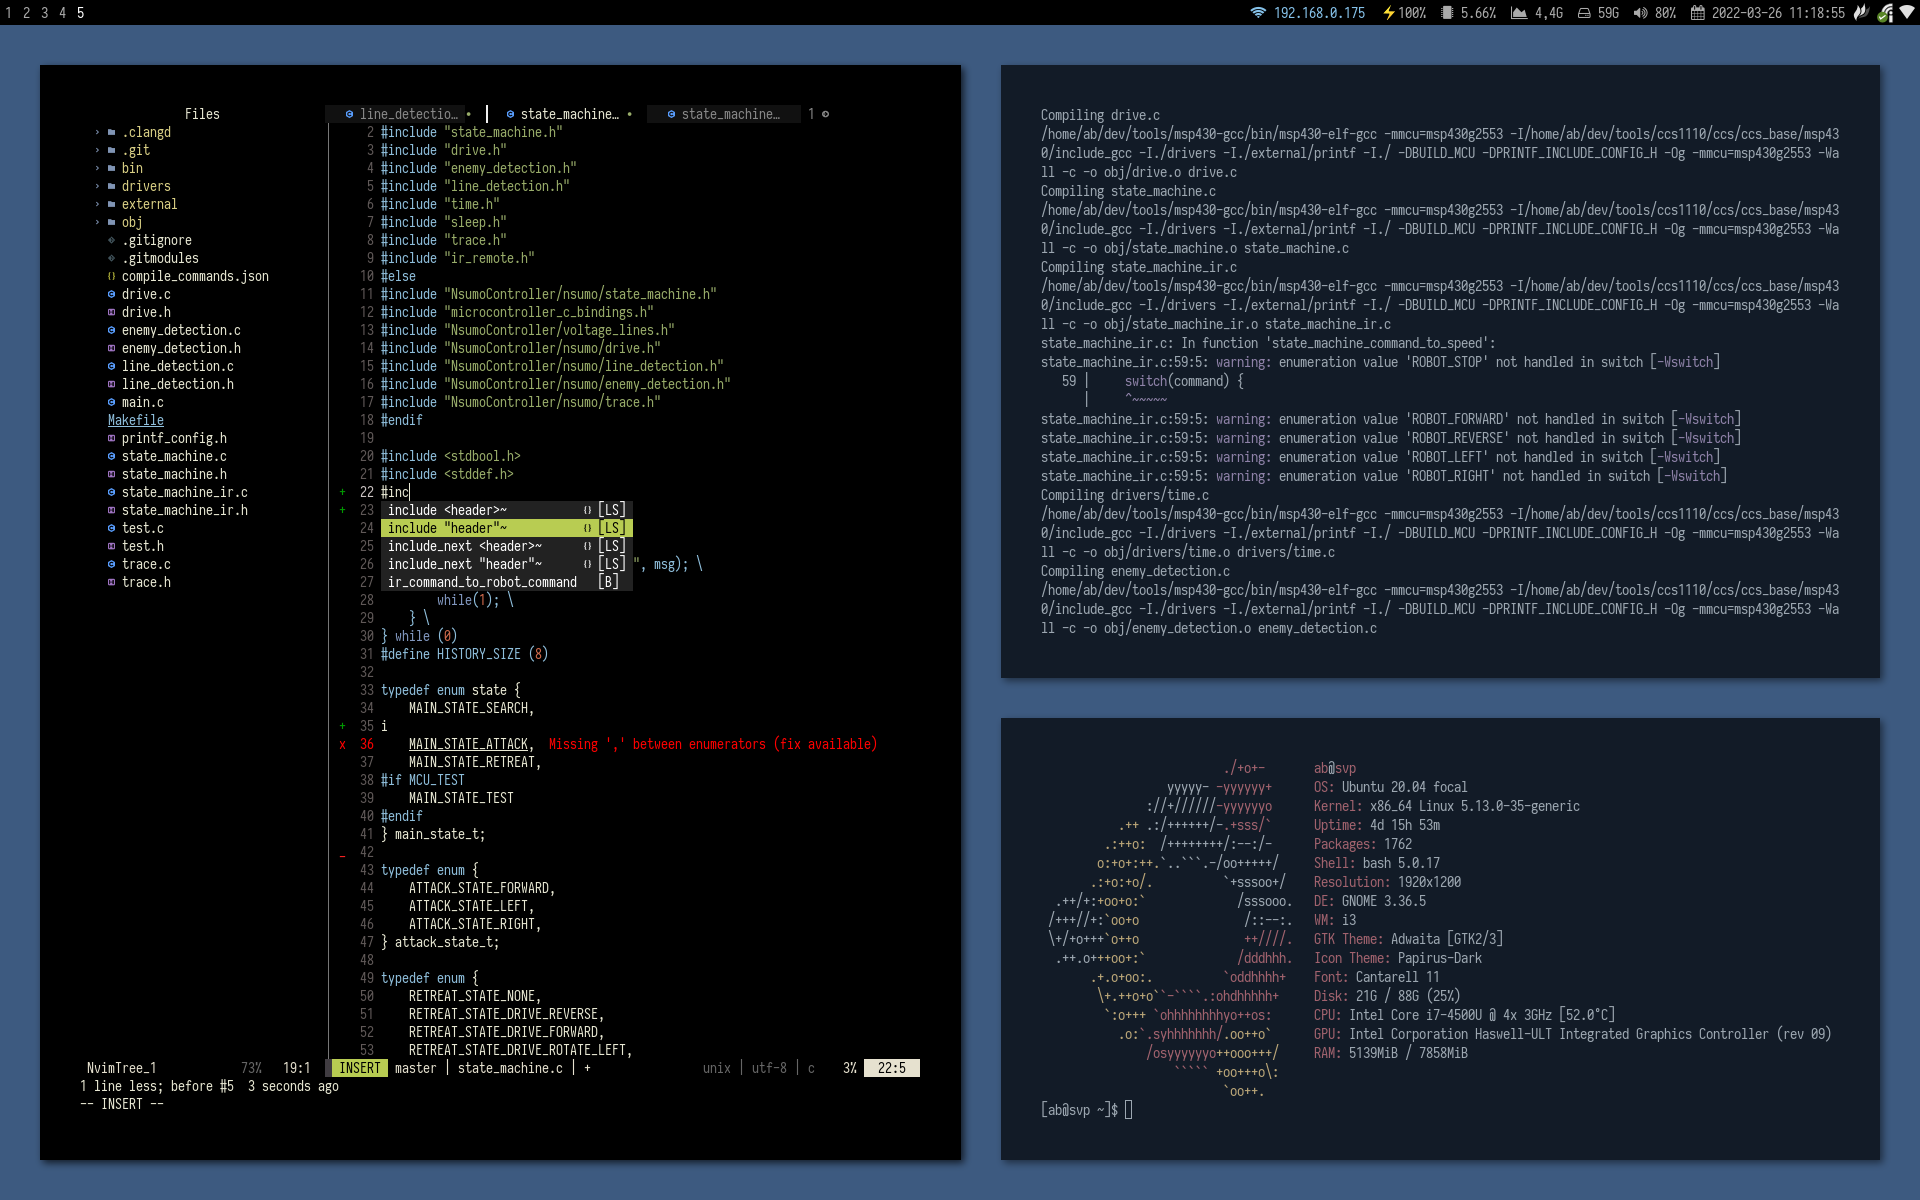 1 2 3 4 5
192.168.0.175 100% 5.66% 4,4G 59G 80% 2022-03-26 11:18:55
Files
.clangd
.git
bin
drivers
external
obj
.gitignore
.gitmodules
compile_commands.json
drive.c
drive.h
enemy_detection.c
enemy_detection.h
line_detection.c
line_detection.h
main.c
Makefile
printf_config.h
state_machine.c
state_machine.h
state_machine_ir.c
state_machine_ir.h
test.c
test.h
trace.c
trace.h
line_detectio… • state_machine… • state_machine… 1
2 #include "state_machine.h"
3 #include "drive.h"
4 #include "enemy_detection.h"
5 #include "line_detection.h"
6 #include "time.h"
7 #include "sleep.h"
8 #include "trace.h"
9 #include "ir_remote.h"
10 #else
11 #include "NsumoController/nsumo/state_machine.h"
12 #include "microcontroller_c_bindings.h"
13 #include "NsumoController/voltage_lines.h"
14 #include "NsumoController/nsumo/drive.h"
15 #include "NsumoController/nsumo/line_detection.h"
16 #include "NsumoController/nsumo/enemy_detection.h"
17 #include "NsumoController/nsumo/trace.h"
18 #endif
19
20 #include <stdbool.h>
21 #include <stddef.h>
+ 22 #inc
+ 23 include <header>~ {} [LS]
24 include "header"~ {} [LS]
25 include_next <header>~ {} [LS]
26 include_next "header"~ {} [LS] ", msg); \
27 ir_command_to_robot_command [B]
28 while(1); \
29 } \
30 } while (0)
31 #define HISTORY_SIZE (8)
32
33 typedef enum state {
34 MAIN_STATE_SEARCH,
+ 35 i
x 36 MAIN_STATE_ATTACK, Missing ',' between enumerators (fix available)
37 MAIN_STATE_RETREAT,
38 #if MCU_TEST
39 MAIN_STATE_TEST
40 #endif
41 } main_state_t;
_ 42
43 typedef enum {
44 ATTACK_STATE_FORWARD,
45 ATTACK_STATE_LEFT,
46 ATTACK_STATE_RIGHT,
47 } attack_state_t;
48
49 typedef enum {
50 RETREAT_STATE_NONE,
51 RETREAT_STATE_DRIVE_REVERSE,
52 RETREAT_STATE_DRIVE_FORWARD,
53 RETREAT_STATE_DRIVE_ROTATE_LEFT,
NvimTree_1 73% 19:1 INSERT master | state_machine.c | + unix | utf-8 | c 3% 22:5
1 line less; before #5 3 seconds ago
-- INSERT --
Compiling drive.c
/home/ab/dev/tools/msp430-gcc/bin/msp430-elf-gcc -mmcu=msp430g2553 -I/home/ab/dev/tools/ccs1110/ccs/ccs_base/msp43
0/include_gcc -I./drivers -I./external/printf -I./ -DBUILD_MCU -DPRINTF_INCLUDE_CONFIG_H -Og -mmcu=msp430g2553 -Wa
ll -c -o obj/drive.o drive.c
Compiling state_machine.c
/home/ab/dev/tools/msp430-gcc/bin/msp430-elf-gcc -mmcu=msp430g2553 -I/home/ab/dev/tools/ccs1110/ccs/ccs_base/msp43
0/include_gcc -I./drivers -I./external/printf -I./ -DBUILD_MCU -DPRINTF_INCLUDE_CONFIG_H -Og -mmcu=msp430g2553 -Wa
ll -c -o obj/state_machine.o state_machine.c
Compiling state_machine_ir.c
/home/ab/dev/tools/msp430-gcc/bin/msp430-elf-gcc -mmcu=msp430g2553 -I/home/ab/dev/tools/ccs1110/ccs/ccs_base/msp43
0/include_gcc -I./drivers -I./external/printf -I./ -DBUILD_MCU -DPRINTF_INCLUDE_CONFIG_H -Og -mmcu=msp430g2553 -Wa
ll -c -o obj/state_machine_ir.o state_machine_ir.c
state_machine_ir.c: In function 'state_machine_command_to_speed':
state_machine_ir.c:59:5: warning: enumeration value 'ROBOT_STOP' not handled in switch [-Wswitch]
59 | switch(command) {
| ^~~~~~
state_machine_ir.c:59:5: warning: enumeration value 'ROBOT_FORWARD' not handled in switch [-Wswitch]
state_machine_ir.c:59:5: warning: enumeration value 'ROBOT_REVERSE' not handled in switch [-Wswitch]
state_machine_ir.c:59:5: warning: enumeration value 'ROBOT_LEFT' not handled in switch [-Wswitch]
state_machine_ir.c:59:5: warning: enumeration value 'ROBOT_RIGHT' not handled in switch [-Wswitch]
Compiling drivers/time.c
/home/ab/dev/tools/msp430-gcc/bin/msp430-elf-gcc -mmcu=msp430g2553 -I/home/ab/dev/tools/ccs1110/ccs/ccs_base/msp43
0/include_gcc -I./drivers -I./external/printf -I./ -DBUILD_MCU -DPRINTF_INCLUDE_CONFIG_H -Og -mmcu=msp430g2553 -Wa
ll -c -o obj/drivers/time.o drivers/time.c
Compiling enemy_detection.c
/home/ab/dev/tools/msp430-gcc/bin/msp430-elf-gcc -mmcu=msp430g2553 -I/home/ab/dev/tools/ccs1110/ccs/ccs_base/msp43
0/include_gcc -I./drivers -I./external/printf -I./ -DBUILD_MCU -DPRINTF_INCLUDE_CONFIG_H -Og -mmcu=msp430g2553 -Wa
ll -c -o obj/enemy_detection.o enemy_detection.c
./+o+- ab@svp
yyyyy- -yyyyyy+ OS: Ubuntu 20.04 focal
://+//////-yyyyyyo Kernel: x86_64 Linux 5.13.0-35-generic
.++ .:/++++++/-.+sss/` Uptime: 4d 15h 53m
.:++o: /++++++++/:--:/- Packages: 1762
o:+o+:++.`..```.-/oo+++++/ Shell: bash 5.0.17
.:+o:+o/. `+sssoo+/ Resolution: 1920x1200
.++/+:+oo+o:` /sssooo. DE: GNOME 3.36.5
/+++//+:`oo+o /::--:. WM: i3
\+/+o+++`o++o ++////. GTK Theme: Adwaita [GTK2/3]
.++.o+++oo+:` /dddhhh. Icon Theme: Papirus-Dark
.+.o+oo:. `oddhhhh+ Font: Cantarell 11
\+.++o+o``-````.:ohdhhhhh+ Disk: 21G / 88G (25%)
`:o+++ `ohhhhhhhhyo++os: CPU: Intel Core i7-4500U @ 4x 3GHz [52.0°C]
.o:`.syhhhhhhh/.oo++o` GPU: Intel Corporation Haswell-ULT Integrated Graphics Controller (rev 09)
/osyyyyyyo++ooo+++/ RAM: 5139MiB / 7858MiB
````` +oo+++o\:
`oo++.
[ab@svp ~]$